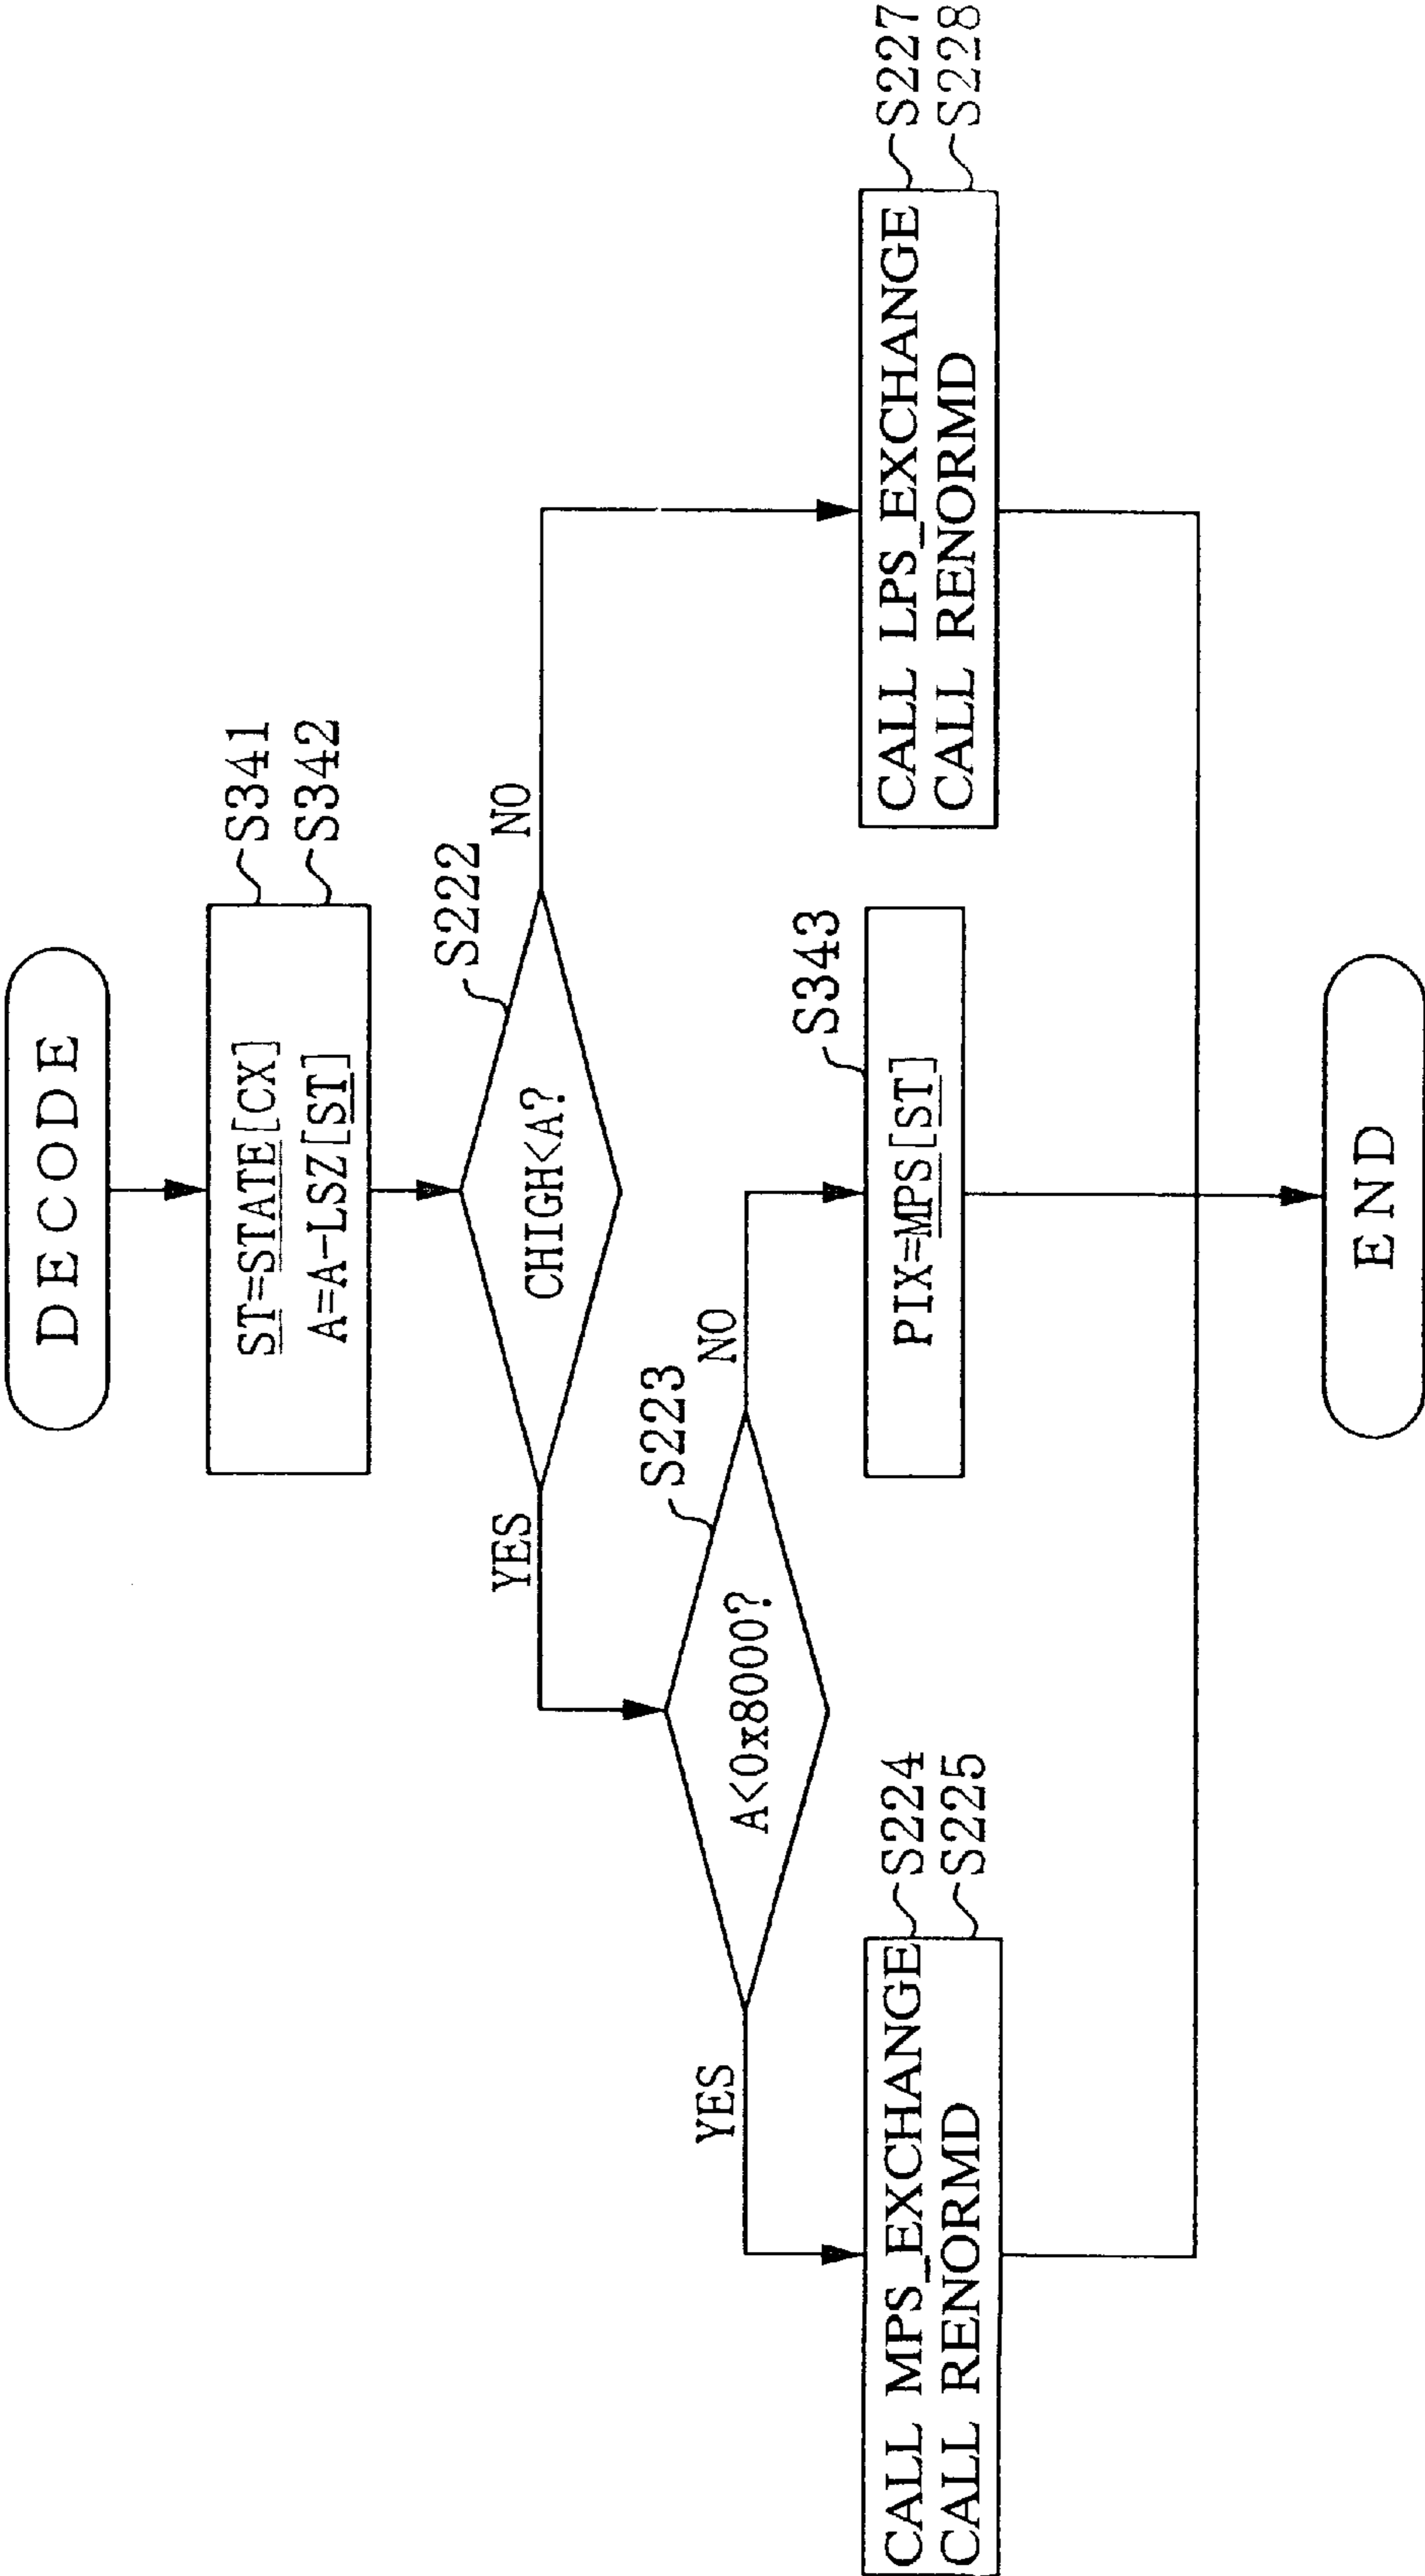 DECODE
ST=STATE[CX]
A=A-LSZ[ST]
S341
S342
CHIGH<A?
S222
YES
NO
A<0x8000?
S223
YES
NO
CALL MPS_EXCHANGE
CALL RENORMD
S224
S225
PIX=MPS[ST]
S343
CALL LPS_EXCHANGE
CALL RENORMD
S227
S228
END